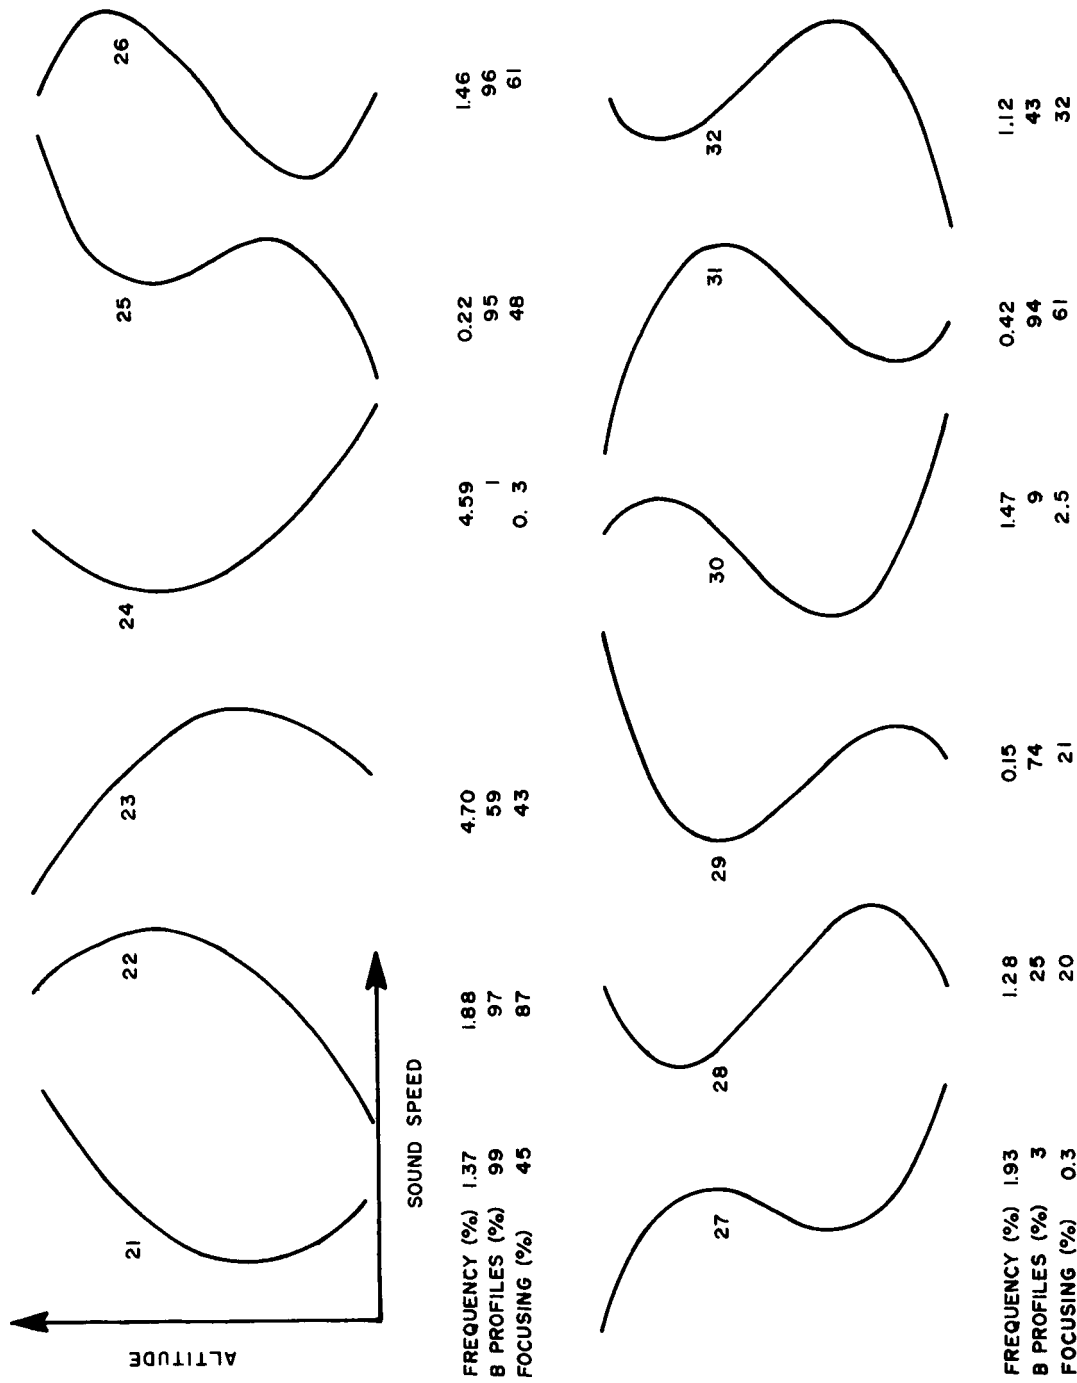 21
22
23
24
25
26
ALTITUDE
SOUND SPEED
FREQUENCY (%) 1.37 1.88 4.70 4.59 0.22 1.46
B PROFILES (%) 99 97 59 1 95 96
FOCUSING (%) 45 87 43 0. 3 48 61
27
28
29
30
31
32
FREQUENCY (%) 1.93 1.28 0.15 1.47 0.42 1.12
B PROFILES (%) 3 25 74 9 94 43
FOCUSING (%) 0.3 20 21 2.5 61 32